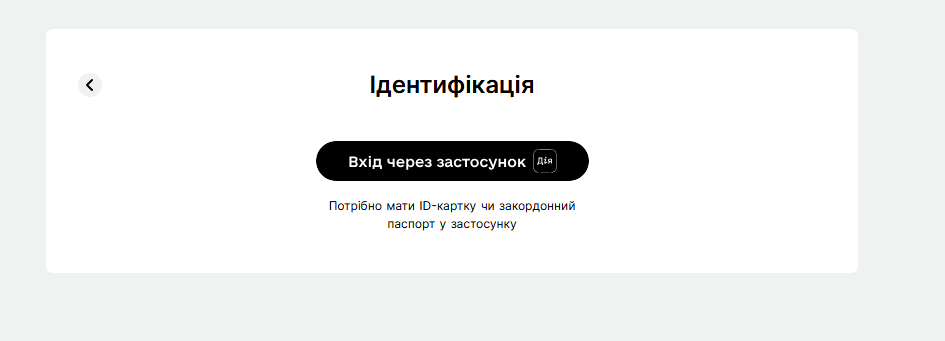 Ідентифікація
Вхід через застосунок Дія
Потрібно мати ID-картку чи закордонний
паспорт у застосунку